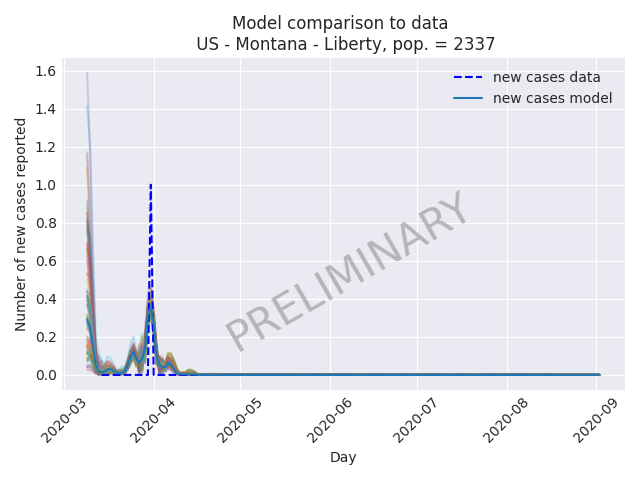 Model comparison to data
US - Montana - Liberty, pop. = 2337
Number of new cases reported
1.6
1.4
1.2
1.0
0.8
0.6
0.4
0.2
0.0
new cases data
new cases model
PRELIMINARY
2020-03
2020-04
2020-05
2020-06
2020-07
2020-08
2020-09
Day